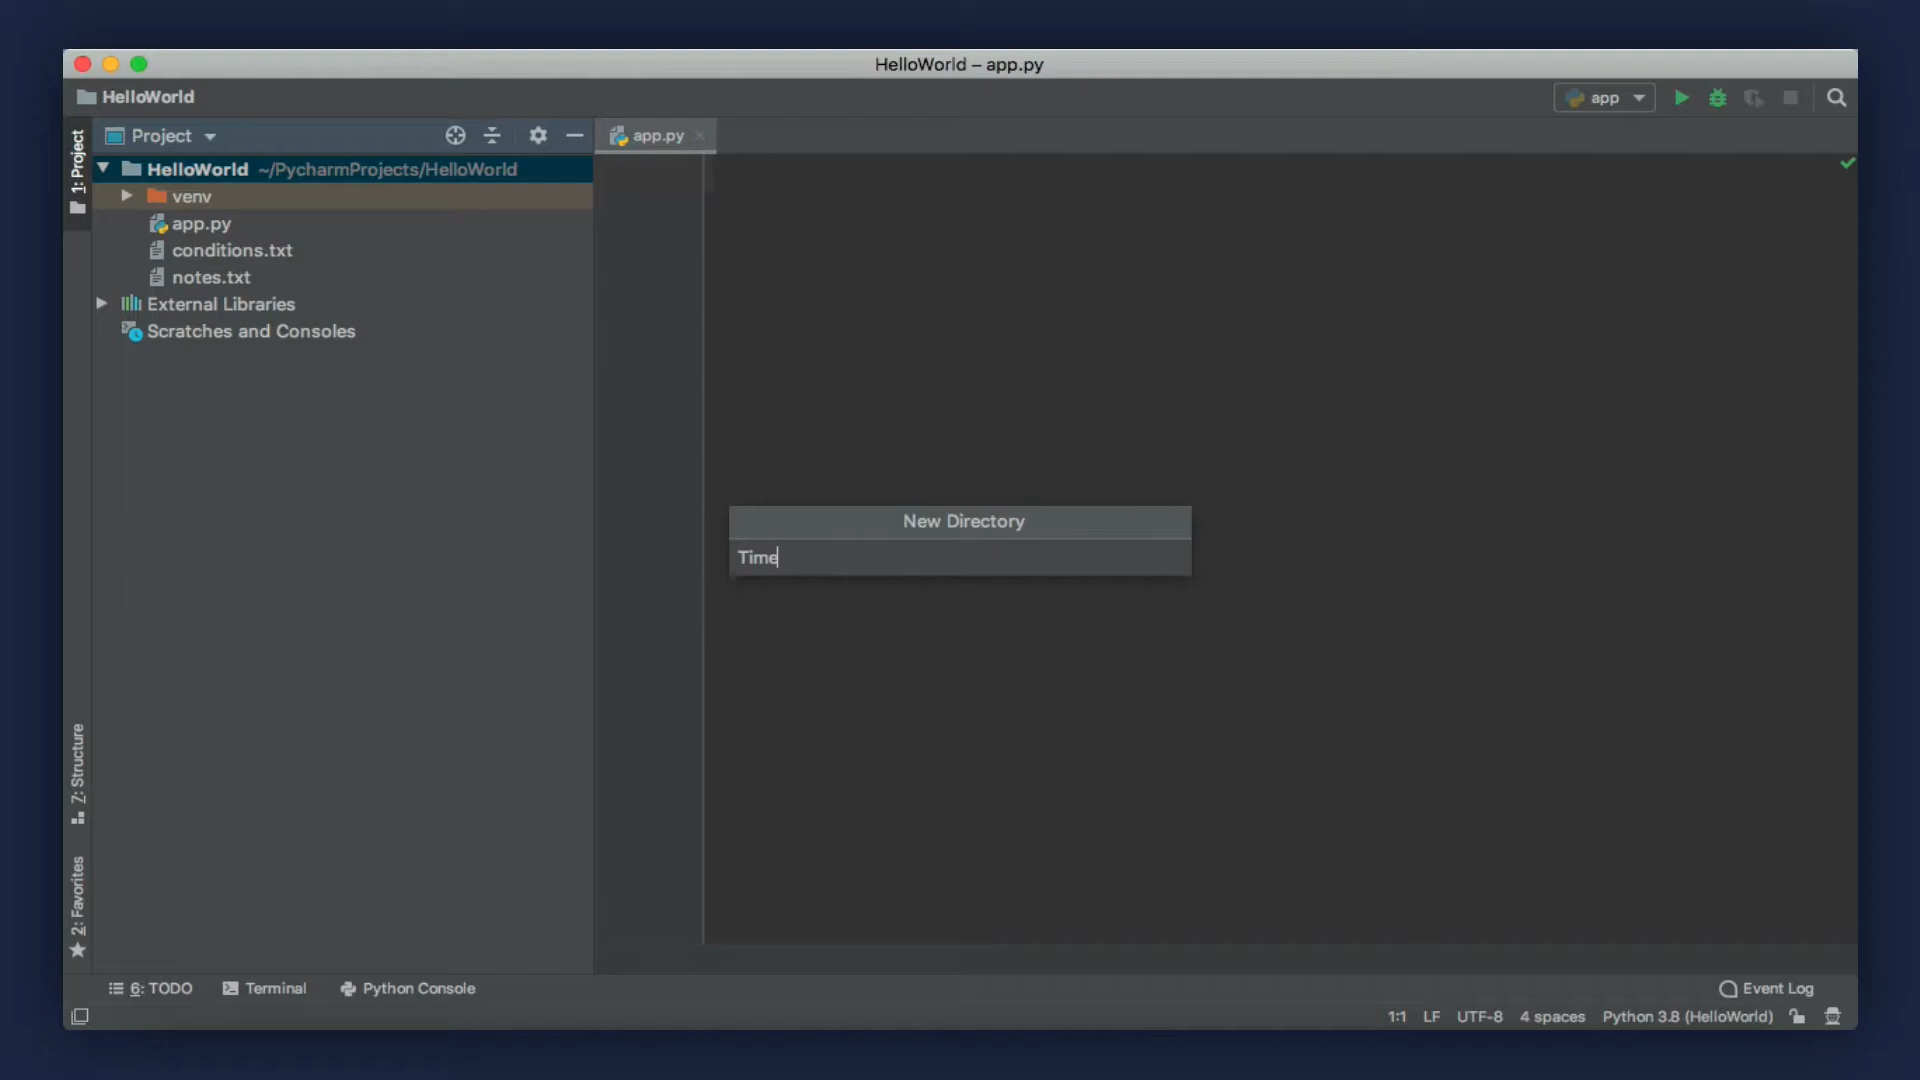 HelloWorld – app.py
HelloWorld
app
1: Project
Project
app.py
HelloWorld ~/PycharmProjects/HelloWorld
venv
app.py
conditions.txt
notes.txt
External Libraries
Scratches and Consoles
New Directory
Time
Z: Structure
2: Favorites
6: TODO
Terminal
Python Console
Event Log
1:1 LF UTF-8 4 spaces Python 3.8 (HelloWorld)